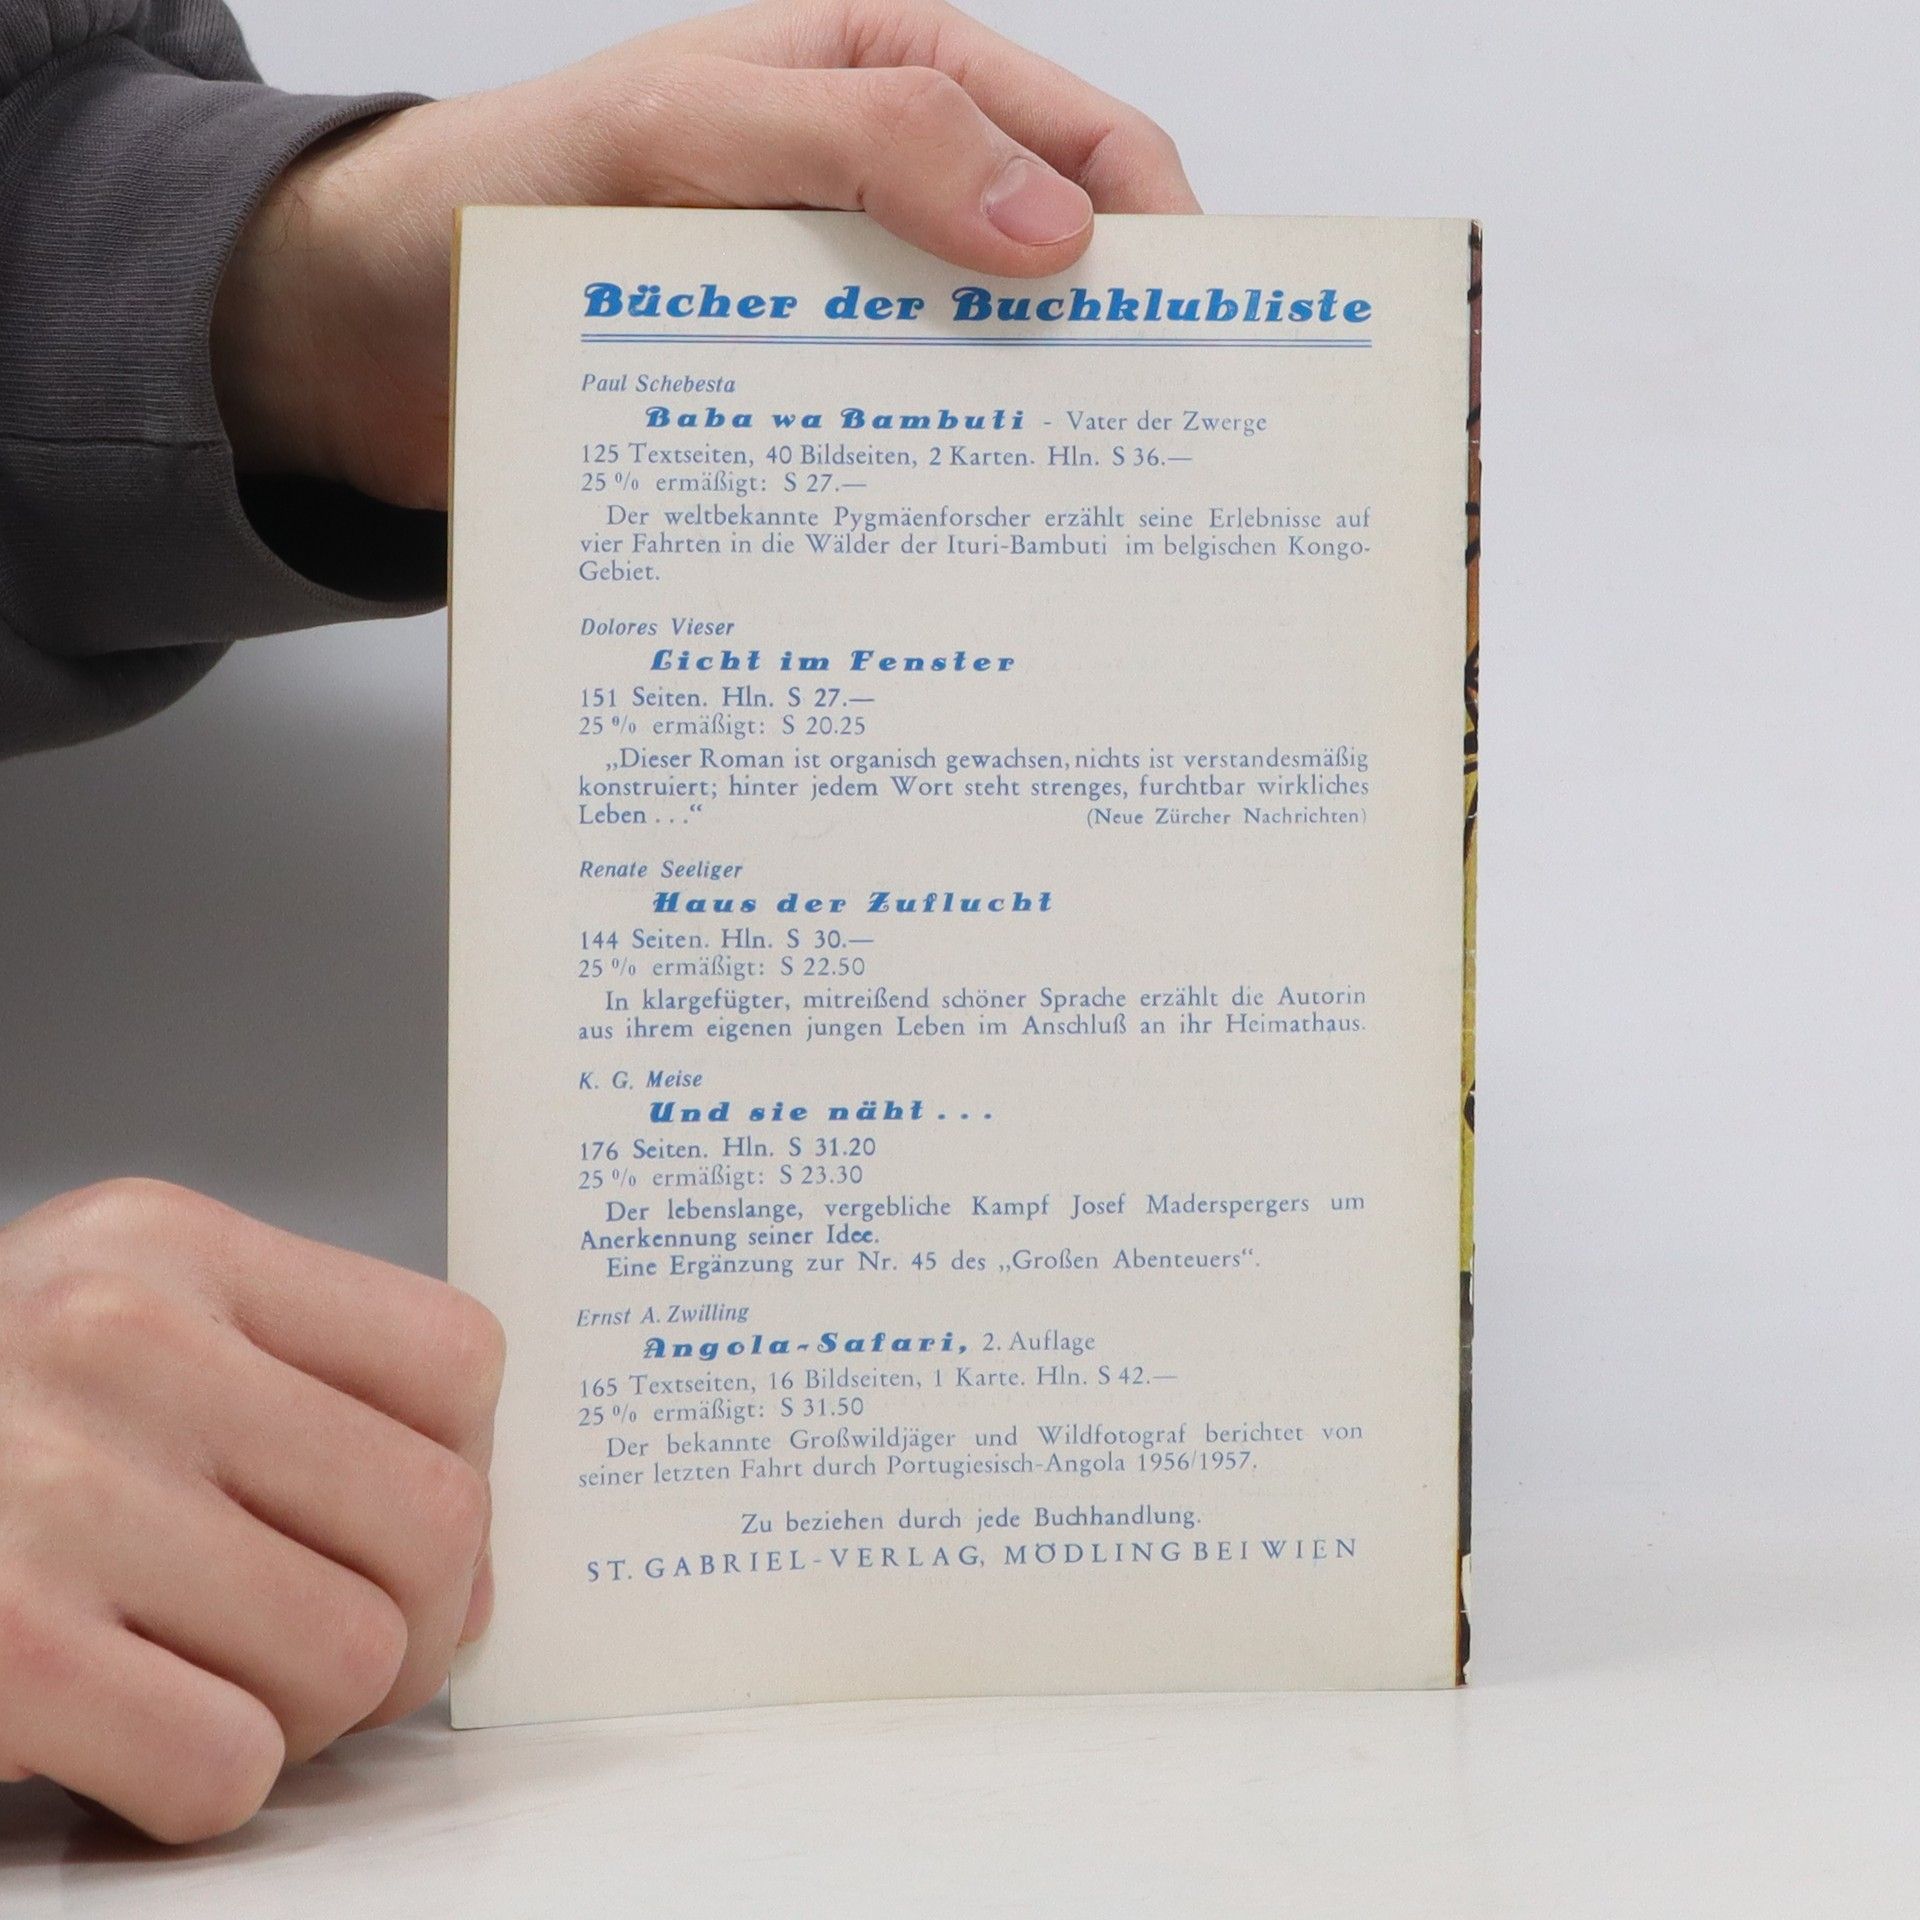 Bücher der Buchklubliste
Paul Schebesta
Baba wa Bambuti - Vater der Zwerge
125 Textseiten, 40 Bildseiten, 2 Karten. Hln. S 36.—
25 % ermäßigt: S 27.—
Der weltbekannte Pygmäenforscher erzählt seine Erlebnisse auf
vier Fahrten in die Wälder der Ituri-Bambuti im belgischen Kongo-
Gebiet.
Dolores Vieser
Licht im Fenster
151 Seiten. Hln. S 27.—
25 % ermäßigt: S 20.25
„Dieser Roman ist organisch gewachsen, nichts ist verstandesmäßig
konstruiert; hinter jedem Wort steht strenges, furchtbar wirkliches
Leben . . .“ (Neue Zürcher Nachrichten)
Renate Seeliger
Haus der Zuflucht
144 Seiten. Hln. S 30.—
25 % ermäßigt: S 22.50
In klargefügter, mitreißend schöner Sprache erzählt die Autorin
aus ihrem eigenen jungen Leben im Anschluß an ihr Heimathaus.
K. G. Meise
Und sie näht . . .
176 Seiten. Hln. S 31.20
25 % ermäßigt: S 23.30
Der lebenslange, vergebliche Kampf Josef Maderspergers um
Anerkennung seiner Idee.
Eine Ergänzung zur Nr. 45 des „Großen Abenteuers“.
Ernst A. Zwilling
Angola-Safari, 2. Auflage
165 Textseiten, 16 Bildseiten, 1 Karte. Hln. S 42.—
25 % ermäßigt: S 31.50
Der bekannte Großwildjäger und Wildfotograf berichtet von
seiner letzten Fahrt durch Portugiesisch-Angola 1956/1957.
Zu beziehen durch jede Buchhandlung.
ST. GABRIEL-VERLAG, MÖDLING BEI WIEN